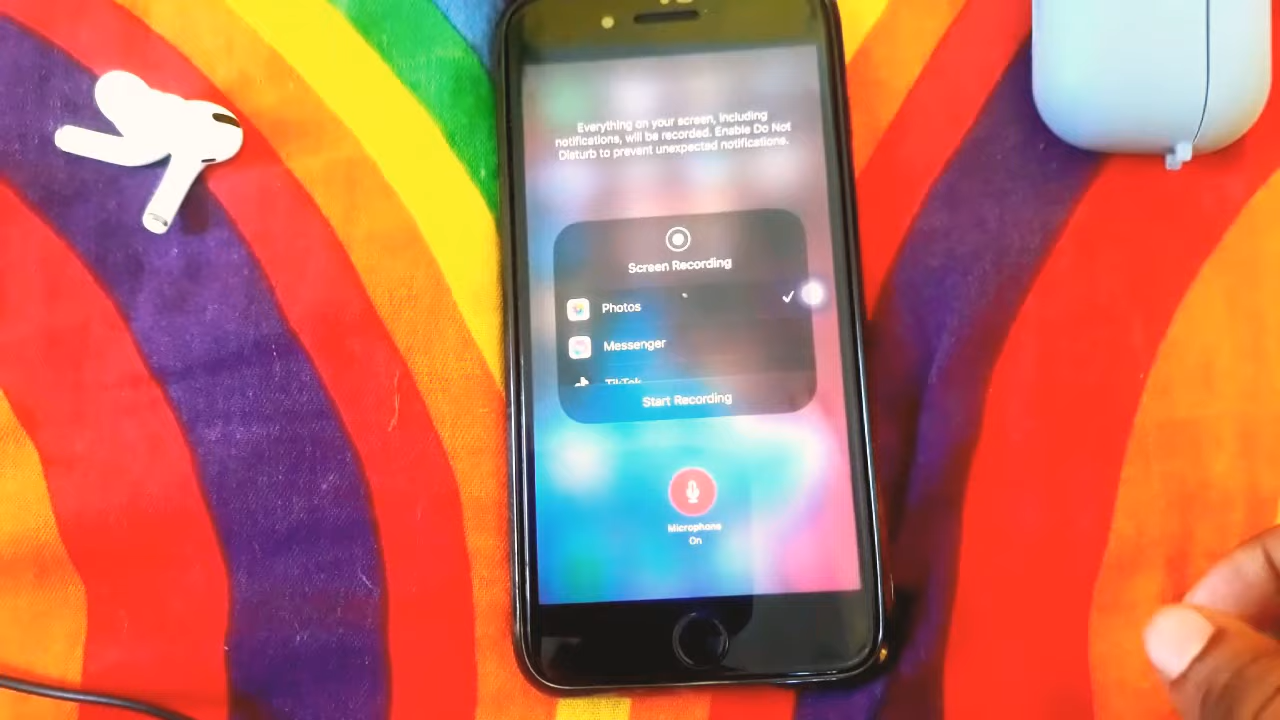 Everything on your screen, including
notifications, will be recorded. Enable Do Not
Disturb to prevent unexpected notifications.
Screen Recording
Photos
Messenger
TikTok
Start Recording
Microphone
On